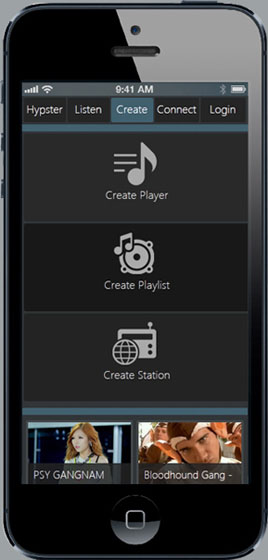 9:41 AM
Hypster Listen Create Connect Login
Create Player
Create Playlist
Create Station
PSY GANGNAM Bloodhound Gang -